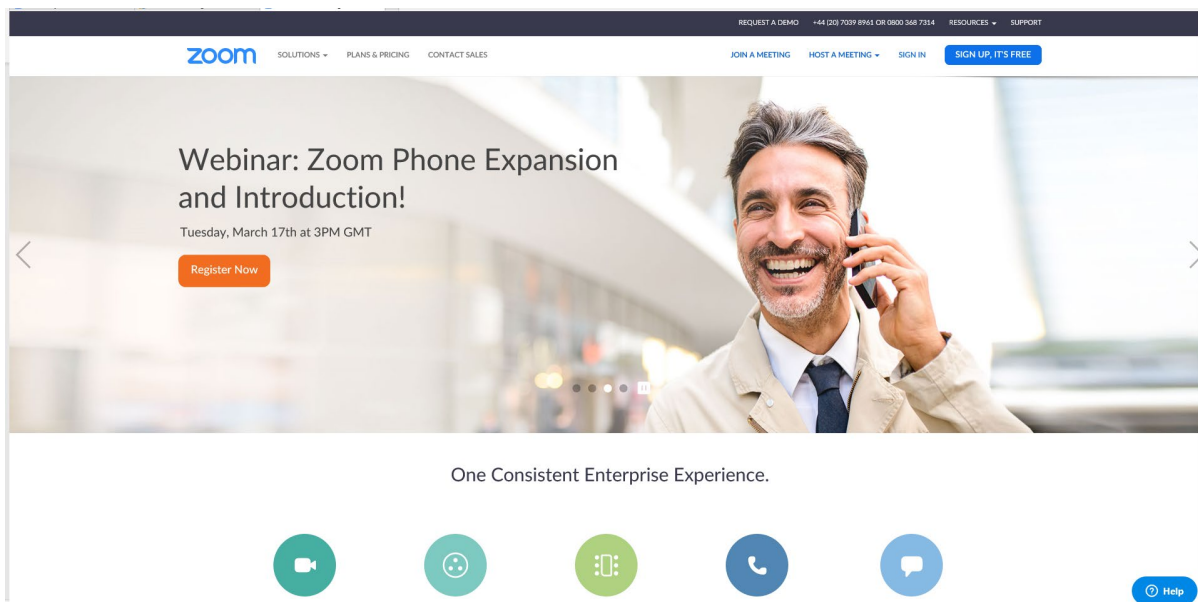 REQUEST A DEMO +44 (20) 7039 8961 OR 0800 368 7314 RESOURCES SUPPORT
zoom SOLUTIONS PLANS & PRICING CONTACT SALES JOIN A MEETING HOST A MEETING SIGN IN SIGN UP, IT'S FREE
Webinar: Zoom Phone Expansion
and Introduction!
Tuesday, March 17th at 3PM GMT
Register Now
One Consistent Enterprise Experience.
Help